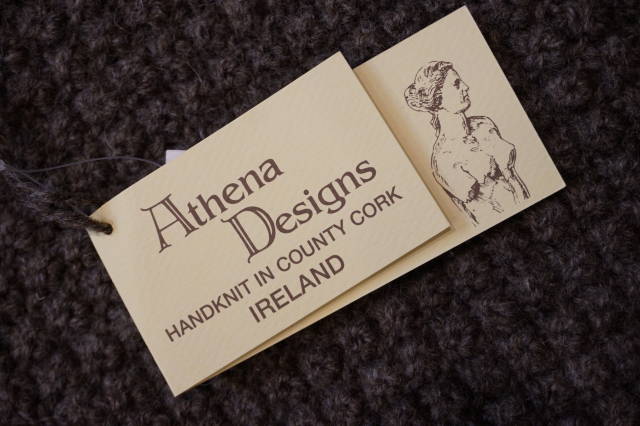 Athena
Designs
HANDKNIT IN COUNTY CORK
IRELAND